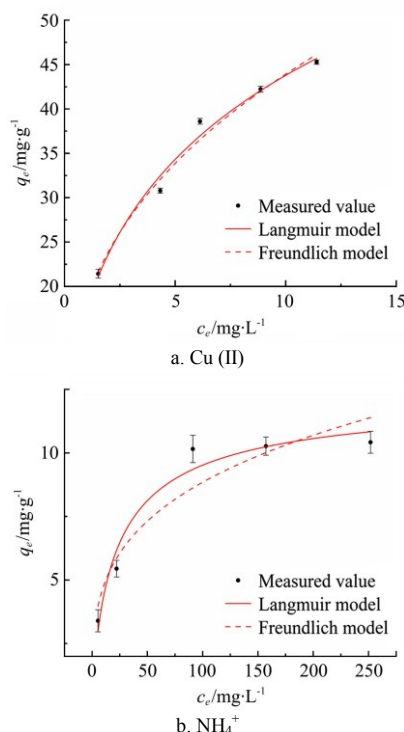 50
45
40
35
30
25
20
qₑ/mg·g⁻¹
Measured value
Langmuir model
Freundlich model
0 5 10 15
cₑ/mg·L⁻¹
a. Cu (II)
10
5
qₑ/mg·g⁻¹
Measured value
Langmuir model
Freundlich model
0 50 100 150 200 250 300
cₑ/mg·L⁻¹
b. NH₄⁺